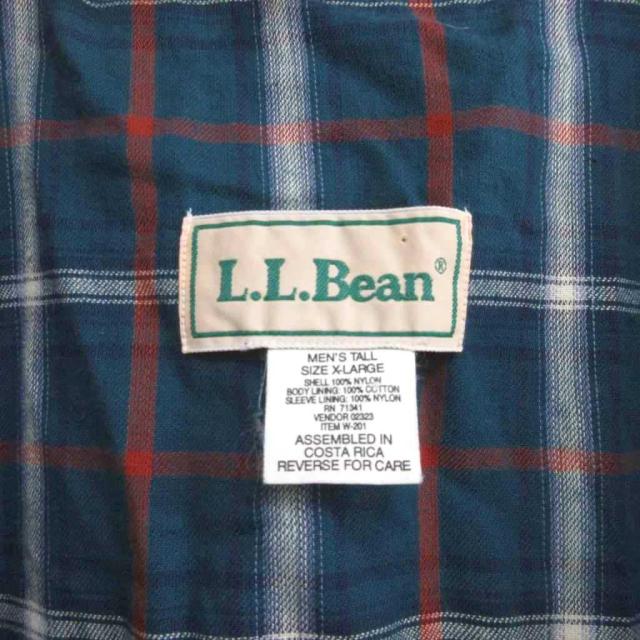 L.L.Bean®
MEN'S TALL
SIZE X-LARGE
SHELL 100% NYLON
BODY LINING: 100% COTTON
SLEEVE LINING: 100% NYLON
RN 71341
VENDOR 02323
ITEM W-201
ASSEMBLED IN
COSTA RICA
REVERSE FOR CARE